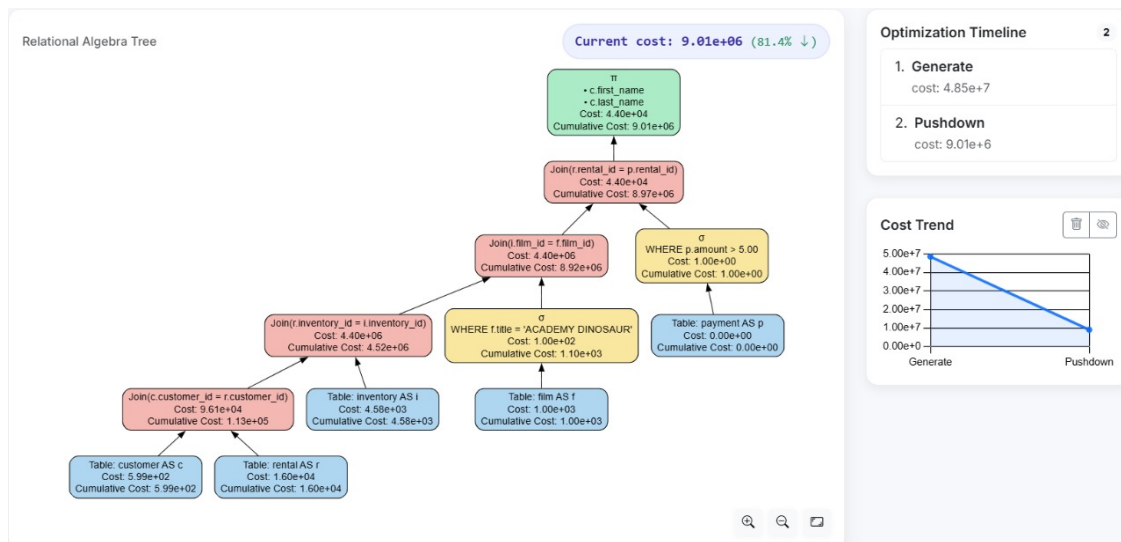 Relational Algebra Tree
Current cost: 9.01e+06 (81.4% ↓)
π
• c.first_name
• c.last_name
Cost: 4.40e+04
Cumulative Cost: 9.01e+06
Join(r.rental_id = p.rental_id)
Cost: 4.40e+04
Cumulative Cost: 8.97e+06
Join(i.film_id = f.film_id)
Cost: 4.40e+06
Cumulative Cost: 8.92e+06
σ
WHERE p.amount > 5.00
Cost: 1.00e+00
Cumulative Cost: 1.00e+00
Join(r.inventory_id = i.inventory_id)
Cost: 4.40e+06
Cumulative Cost: 4.52e+06
σ
WHERE f.title = 'ACADEMY DINOSAUR'
Cost: 1.00e+02
Cumulative Cost: 1.10e+03
Table: payment AS p
Cost: 0.00e+00
Cumulative Cost: 0.00e+00
Join(c.customer_id = r.customer_id)
Cost: 9.61e+04
Cumulative Cost: 1.13e+05
Table: inventory AS i
Cost: 4.58e+03
Cumulative Cost: 4.58e+03
Table: film AS f
Cost: 1.00e+03
Cumulative Cost: 1.00e+03
Table: customer AS c
Cost: 5.99e+02
Cumulative Cost: 5.99e+02
Table: rental AS r
Cost: 1.60e+04
Cumulative Cost: 1.60e+04
Optimization Timeline 2
1. Generate
cost: 4.85e+7
2. Pushdown
cost: 9.01e+6
Cost Trend
5.00e+7
4.00e+7
3.00e+7
2.00e+7
1.00e+7
0.00e+0
Generate Pushdown